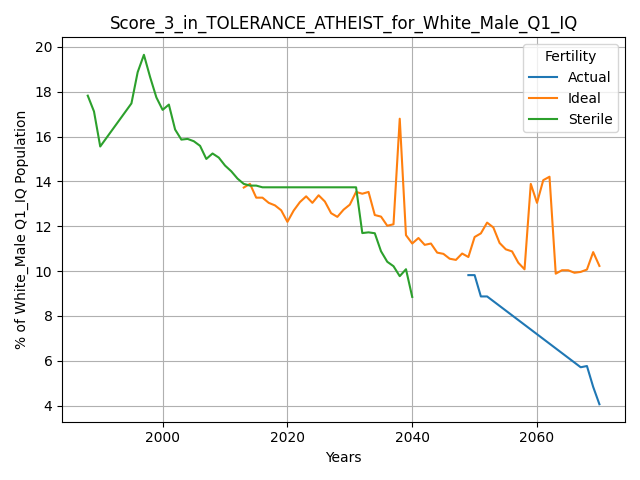 Score_3_in_TOLERANCE_ATHEIST_for_White_Male_Q1_IQ
Fertility
Actual
Ideal
Sterile
% of White_Male Q1_IQ Population
20
18
16
14
12
10
8
6
4
2000
2020
2040
2060
Years